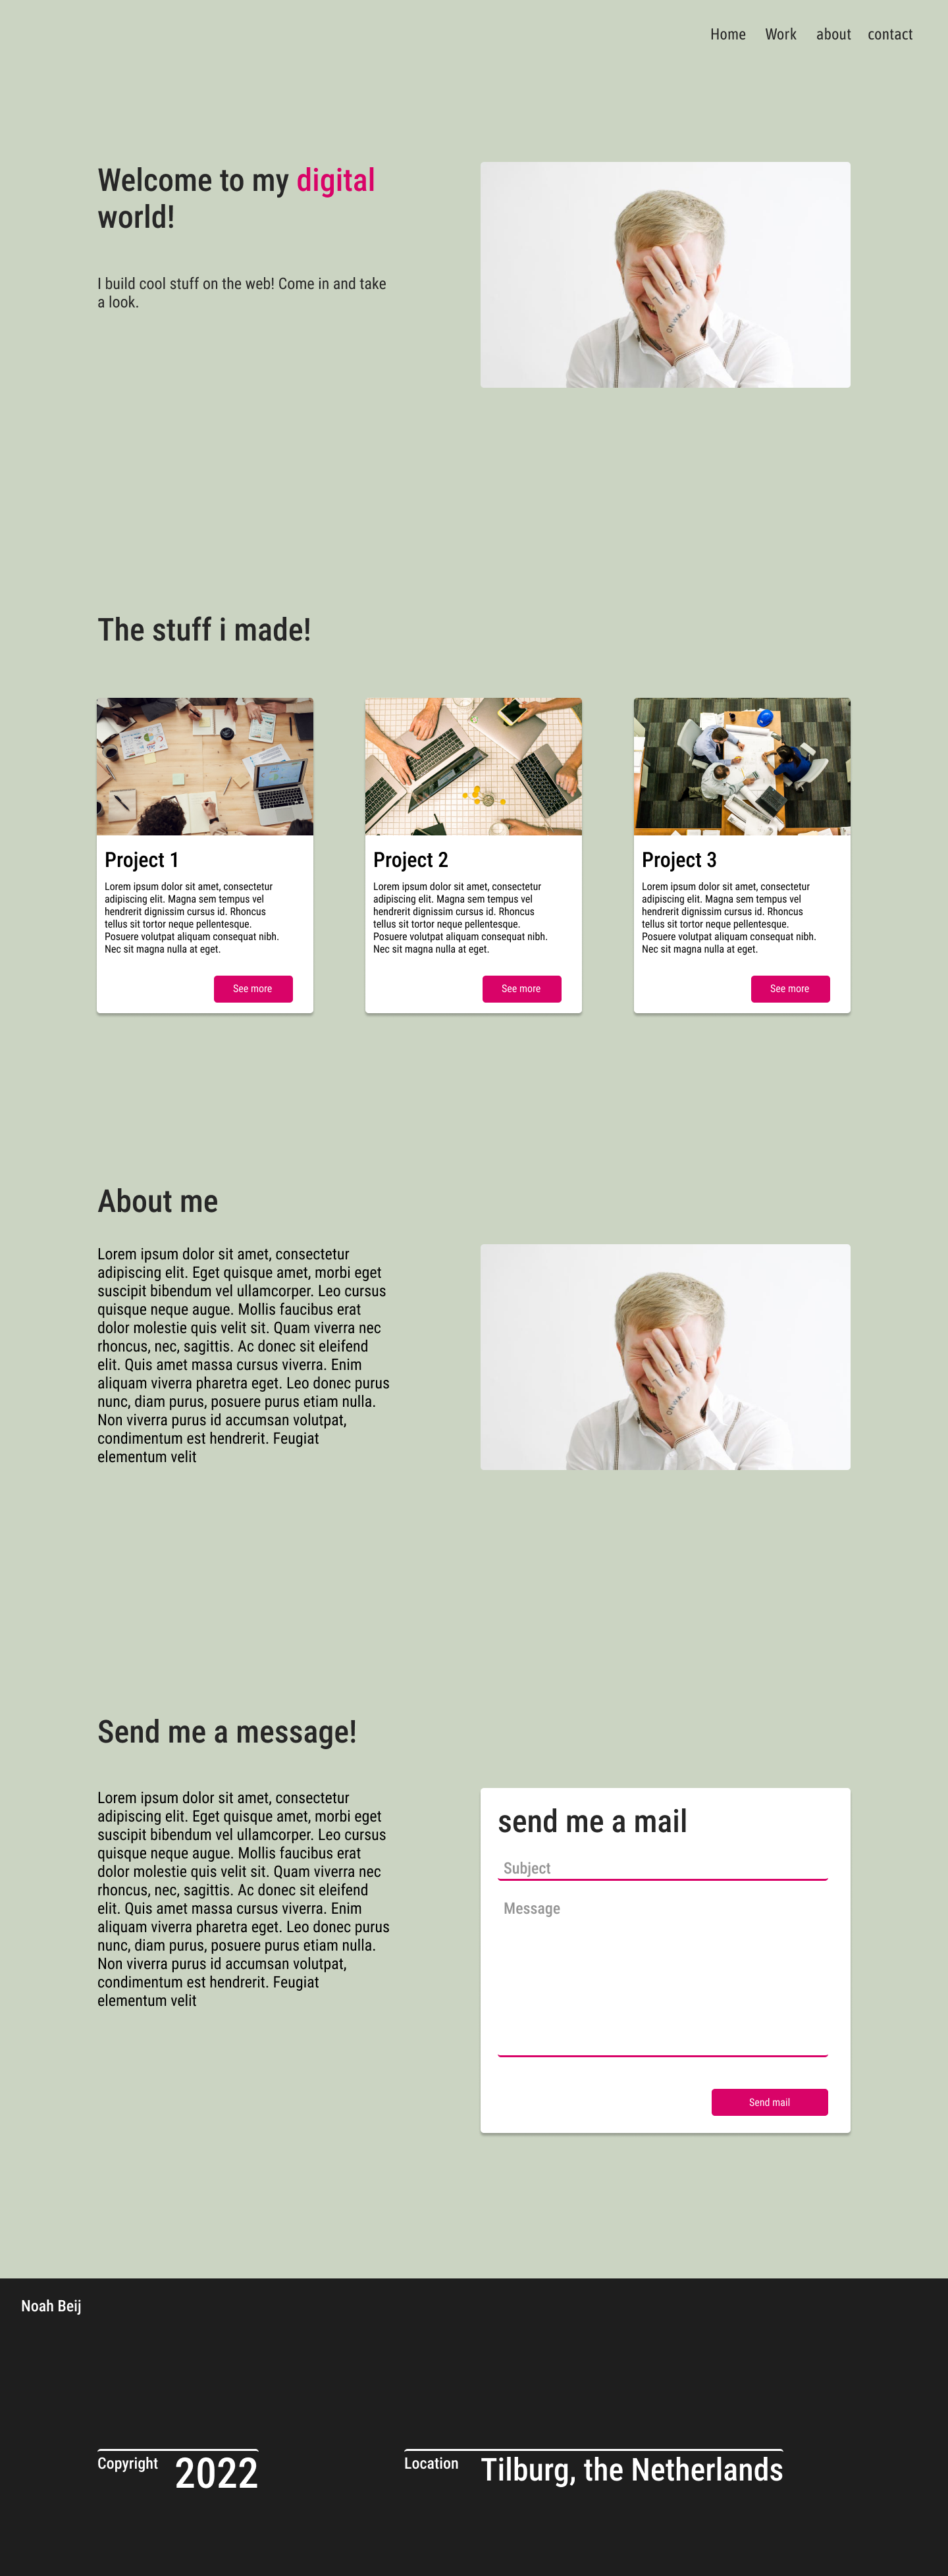 Home Work about contact
Welcome to my digital
world!
I build cool stuff on the web! Come in and take
a look.
The stuff i made!
Project 1
Lorem ipsum dolor sit amet, consectetur
adipiscing elit. Magna sem tempus vel
hendrerit dignissim cursus id. Rhoncus
tellus sit tortor neque pellentesque.
Posuere volutpat aliquam consequat nibh.
Nec sit magna nulla at eget.
See more
Project 2
Lorem ipsum dolor sit amet, consectetur
adipiscing elit. Magna sem tempus vel
hendrerit dignissim cursus id. Rhoncus
tellus sit tortor neque pellentesque.
Posuere volutpat aliquam consequat nibh.
Nec sit magna nulla at eget.
See more
Project 3
Lorem ipsum dolor sit amet, consectetur
adipiscing elit. Magna sem tempus vel
hendrerit dignissim cursus id. Rhoncus
tellus sit tortor neque pellentesque.
Posuere volutpat aliquam consequat nibh.
Nec sit magna nulla at eget.
See more
About me
Lorem ipsum dolor sit amet, consectetur
adipiscing elit. Eget quisque amet, morbi eget
suscipit bibendum vel ullamcorper. Leo cursus
quisque neque augue. Mollis faucibus erat
dolor molestie quis velit sit. Quam viverra nec
rhoncus, nec, sagittis. Ac donec sit eleifend
elit. Quis amet massa cursus viverra. Enim
aliquam viverra pharetra eget. Leo donec purus
nunc, diam purus, posuere purus etiam nulla.
Non viverra purus id accumsan volutpat,
condimentum est hendrerit. Feugiat
elementum velit
Send me a message!
Lorem ipsum dolor sit amet, consectetur
adipiscing elit. Eget quisque amet, morbi eget
suscipit bibendum vel ullamcorper. Leo cursus
quisque neque augue. Mollis faucibus erat
dolor molestie quis velit sit. Quam viverra nec
rhoncus, nec, sagittis. Ac donec sit eleifend
elit. Quis amet massa cursus viverra. Enim
aliquam viverra pharetra eget. Leo donec purus
nunc, diam purus, posuere purus etiam nulla.
Non viverra purus id accumsan volutpat,
condimentum est hendrerit. Feugiat
elementum velit
send me a mail
Subject
Message
Send mail
Noah Beij
Copyright 2022
Location Tilburg, the Netherlands